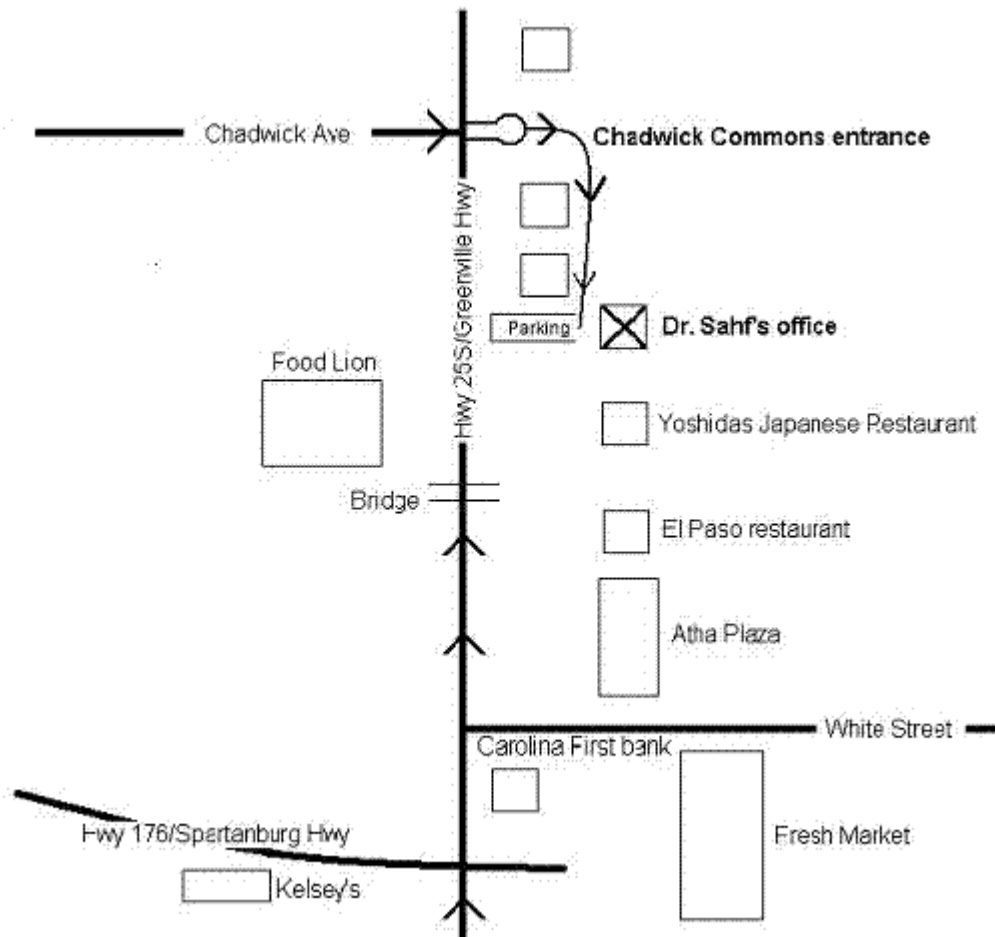 Chadwick Ave
Chadwick Commons entrance
Hwy 25S/Greenville Hwy
Parking
Dr. Sahf's office
Food Lion
Yoshidas Japanese Restaurant
Bridge
El Paso restaurant
Atha Plaza
White Street
Carolina First bank
Hwy 176/Spartanburg Hwy
Fresh Market
Kelsey's